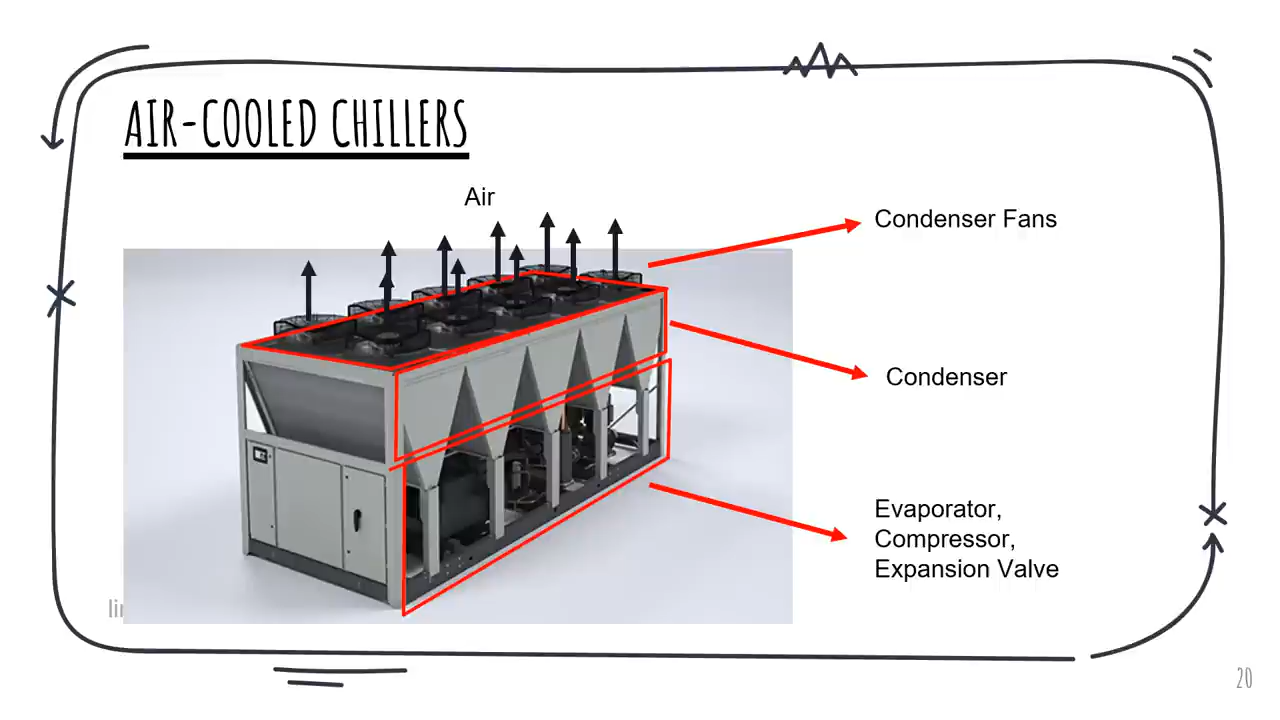 AIR-COOLED CHILLERS
Air
Condenser Fans
Condenser
Evaporator,
Compressor,
Expansion Valve
20